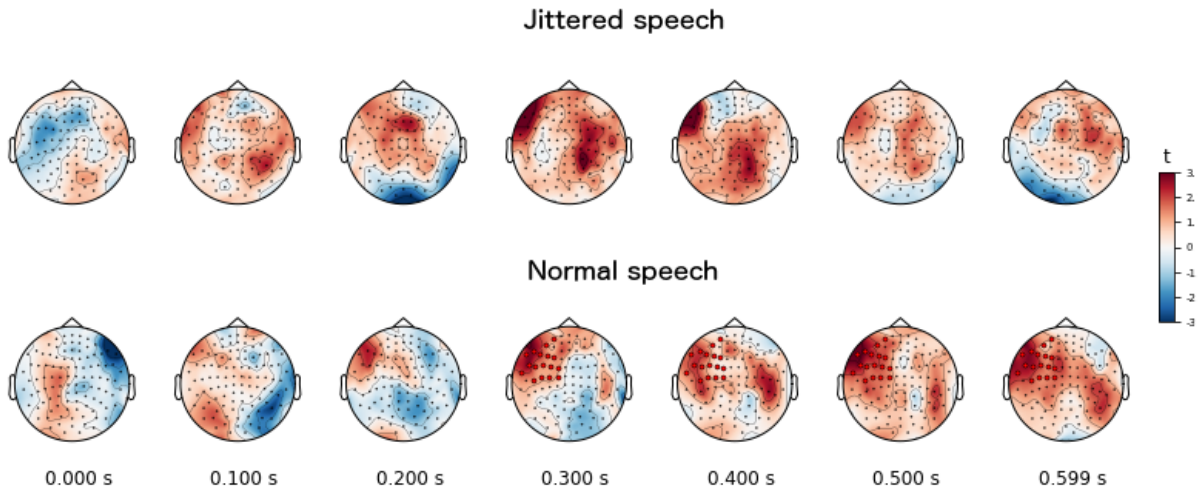 Jittered speech
t
3.
2.
1.
0
-1.
-2.
-3.
Normal speech
0.000 s 0.100 s 0.200 s 0.300 s 0.400 s 0.500 s 0.599 s